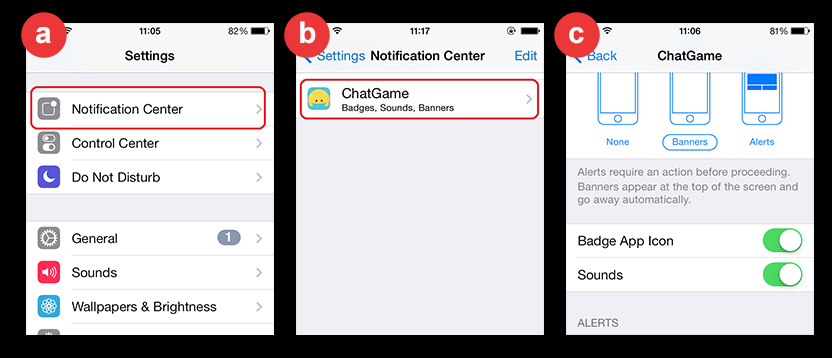 a
11:05
82%
Settings
Notification Center
Control Center
Do Not Disturb
General
1
Sounds
Wallpapers & Brightness
b
11:17
Settings
Notification Center
Edit
ChatGame
Badges, Sounds, Banners
c
11:06
81%
Back
ChatGame
None
Banners
Alerts
Alerts require an action before proceeding.
Banners appear at the top of the screen and
go away automatically.
Badge App Icon
Sounds
ALERTS